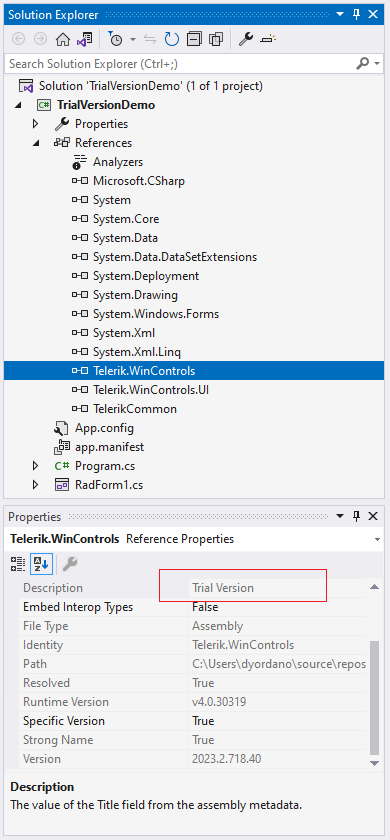 Solution Explorer
Search Solution Explorer (Ctrl+;)
Solution 'TrialVersionDemo' (1 of 1 project)
C# TrialVersionDemo
Properties
References
Analyzers
Microsoft.CSharp
System
System.Core
System.Data
System.Data.DataSetExtensions
System.Deployment
System.Drawing
System.Windows.Forms
System.Xml
System.Xml.Linq
Telerik.WinControls
Telerik.WinControls.UI
TelerikCommon
App.config
app.manifest
C# Program.cs
RadForm1.cs
Properties
Telerik.WinControls Reference Properties
Description Trial Version
Embed Interop Types False
File Type Assembly
Identity Telerik.WinControls
Path C:\Users\dyordano\source\repos
Resolved True
Runtime Version v4.0.30319
Specific Version True
Strong Name True
Version 2023.2.718.40
Description
The value of the Title field from the assembly metadata.